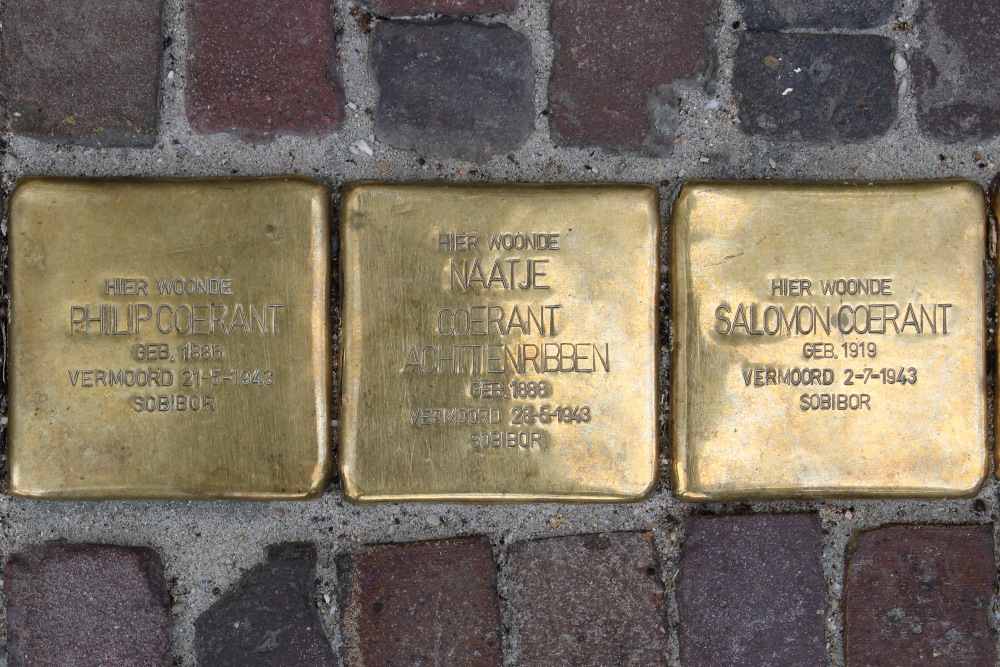 HIER WOONDE
PHILIP COERANT
GEB. 1888
VERMOORD 21-5-1943
SOBIBOR
HIER WOONDE
NAATJE
COERANT
ACHTTIENRIBBEN
GEB. 1888
VERMOORD 28-5-1943
SOBIBOR
HIER WOONDE
SALOMON COERANT
GEB. 1919
VERMOORD 2-7-1943
SOBIBOR